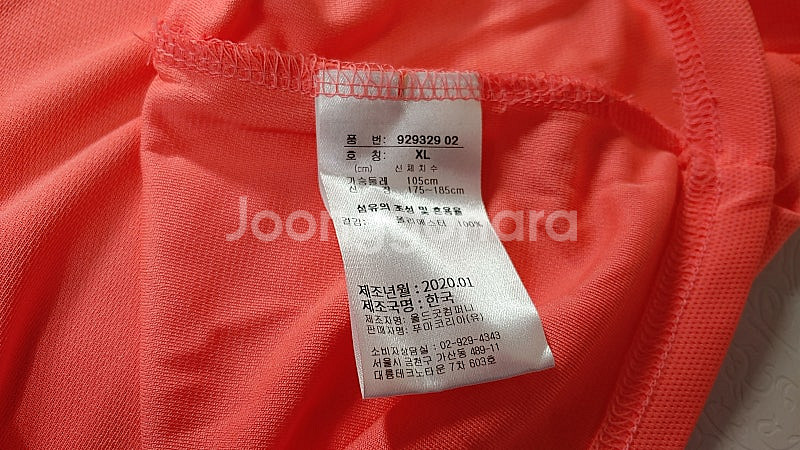 품 번: 929329 02
호 칭: XL
(cm) 신체치수
가슴둘레 105cm
신 장 175~185cm
섬유의 조성 및 혼용율
겉감: 폴리에스터 100%
Joonggonara
제조년월 : 2020.01
제조국명 : 한국
제조자명: 월드굿컴퍼니
판매자명: 푸마코리아(유)
소비자상담실 : 02-929-4343
서울시 금천구 가산동 489-11
대륭테크노타운 7차 603호